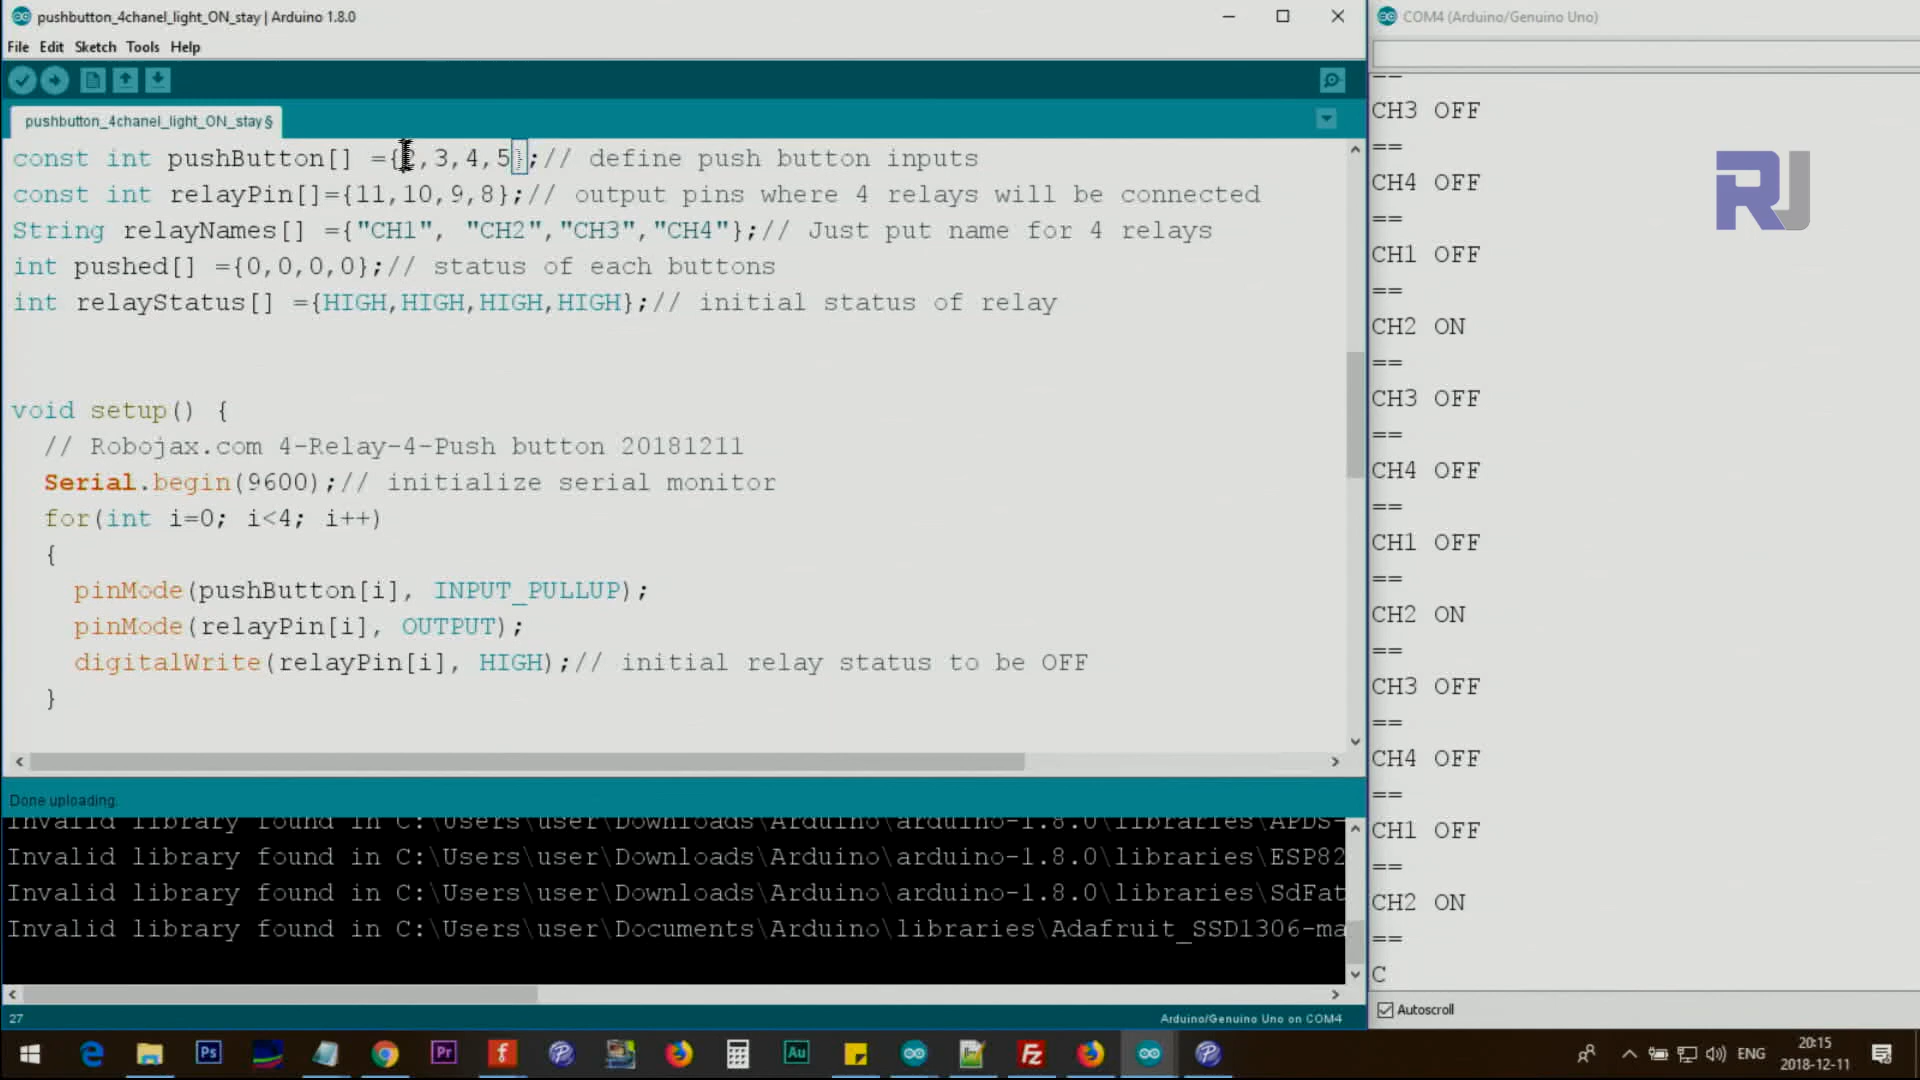 pushbutton_4chanel_light_ON_stay | Arduino 1.8.0
File Edit Sketch Tools Help
pushbutton_4chanel_light_ON_stay§
const int pushButton[] ={2,3,4,5};// define push button inputs
const int relayPin[]={11,10,9,8};// output pins where 4 relays will be connected
String relayNames[] ={"CH1", "CH2","CH3","CH4"};// Just put name for 4 relays
int pushed[] ={0,0,0,0};// status of each buttons
int relayStatus[] ={HIGH,HIGH,HIGH,HIGH};// initial status of relay
void setup() {
// Robojax.com 4-Relay-4-Push button 20181211
Serial.begin(9600);// initialize serial monitor
for(int i=0; i<4; i++)
{
pinMode(pushButton[i], INPUT_PULLUP);
pinMode(relayPin[i], OUTPUT);
digitalWrite(relayPin[i], HIGH);// initial relay status to be OFF
}
Done uploading.
Invalid library found in C:\Users\user\Downloads\Arduino\arduino-1.8.0\libraries\APDS-
Invalid library found in C:\Users\user\Downloads\Arduino\arduino-1.8.0\libraries\ESP82
Invalid library found in C:\Users\user\Downloads\Arduino\arduino-1.8.0\libraries\SdFat
Invalid library found in C:\Users\user\Documents\Arduino\libraries\Adafruit_SSD1306-ma
27
Arduino/Genuino Uno on COM4
COM4 (Arduino/Genuino Uno)
==
CH3 OFF
==
CH4 OFF
==
CH1 OFF
==
CH2 ON
==
CH3 OFF
==
CH4 OFF
==
CH1 OFF
==
CH2 ON
==
CH3 OFF
==
CH4 OFF
==
CH1 OFF
==
CH2 ON
==
C
Autoscroll
RJ
Ps
Pr
Au
Fz
ENG
20:15
2018-12-11